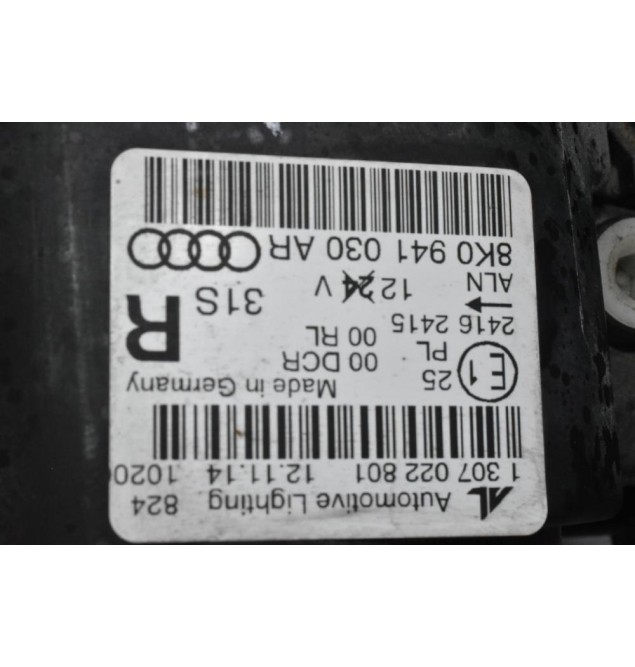 AL Automotive Lighting 824
1 307 022 801 12.11.14 1020
E1 25 PL 00 DCR Made in Germany
2416 2415 00 RL R
← ALN 12 24 V 31S
8K0 941 030 AR